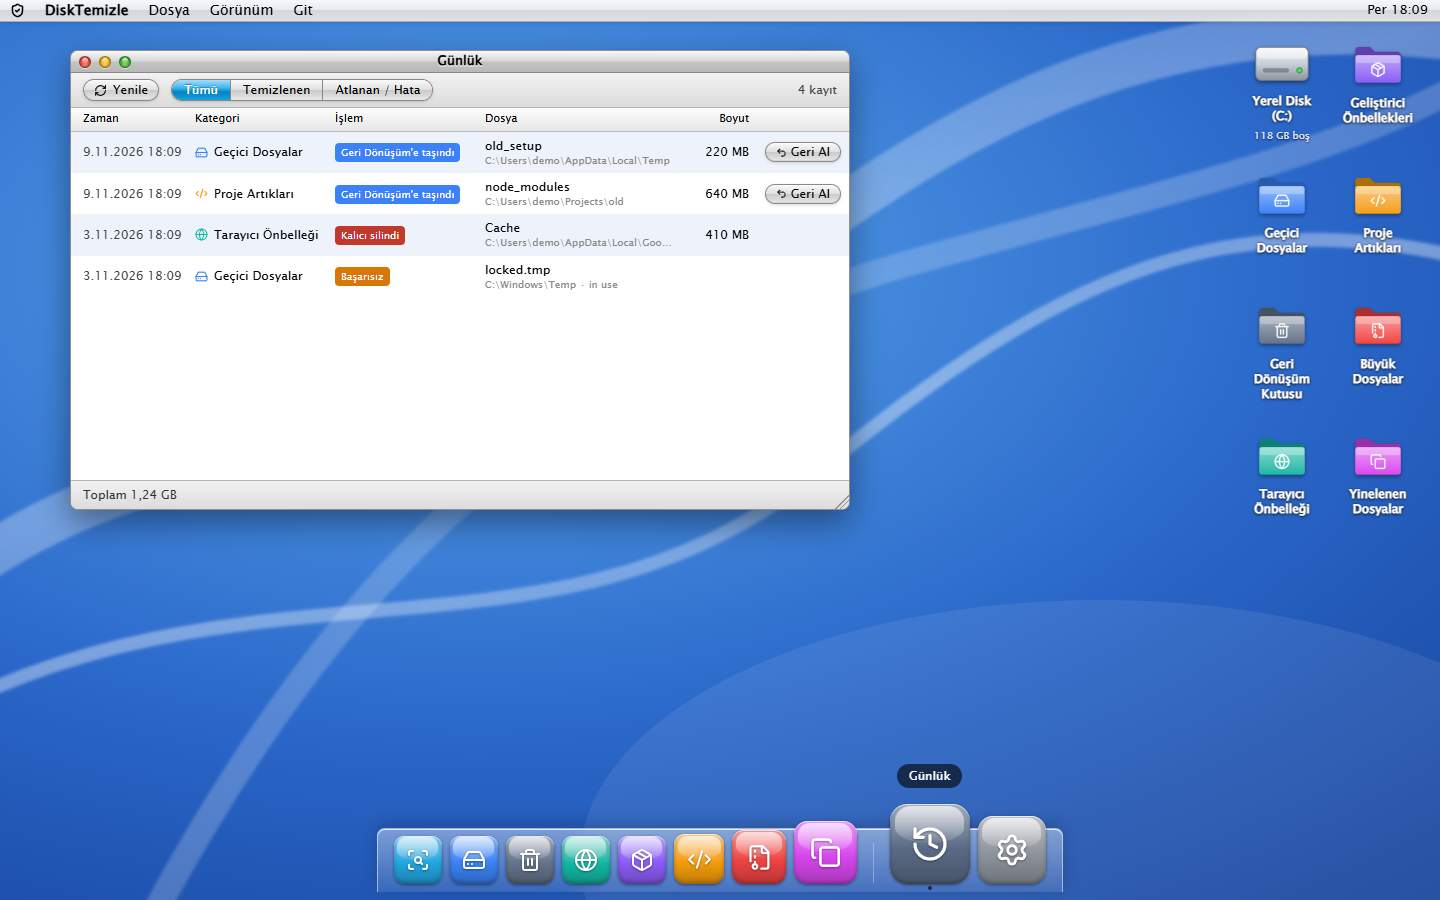 DiskTemizle Dosya Görünüm Git Per 18:09
Günlük
Yenile Tümü Temizlenen Atlanan / Hata 4 kayıt
Zaman Kategori İşlem Dosya Boyut
9.11.2026 18:09 Geçici Dosyalar Geri Dönüşüm'e taşındı old_setup 220 MB Geri Al
C:\Users\demo\AppData\Local\Temp
9.11.2026 18:09 Proje Artıkları Geri Dönüşüm'e taşındı node_modules 640 MB Geri Al
C:\Users\demo\Projects\old
3.11.2026 18:09 Tarayıcı Önbelleği Kalıcı silindi Cache 410 MB
C:\Users\demo\AppData\Local\Goo...
3.11.2026 18:09 Geçici Dosyalar Başarısız locked.tmp
C:\Windows\Temp - in use
Toplam 1,24 GB
Yerel Disk
(C:)
118 GB boş
Geliştirici
Önbellekleri
Geçici
Dosyalar
Proje
Artıkları
Geri
Dönüşüm
Kutusu
Büyük
Dosyalar
Tarayıcı
Önbelleği
Yinelenen
Dosyalar
Günlük